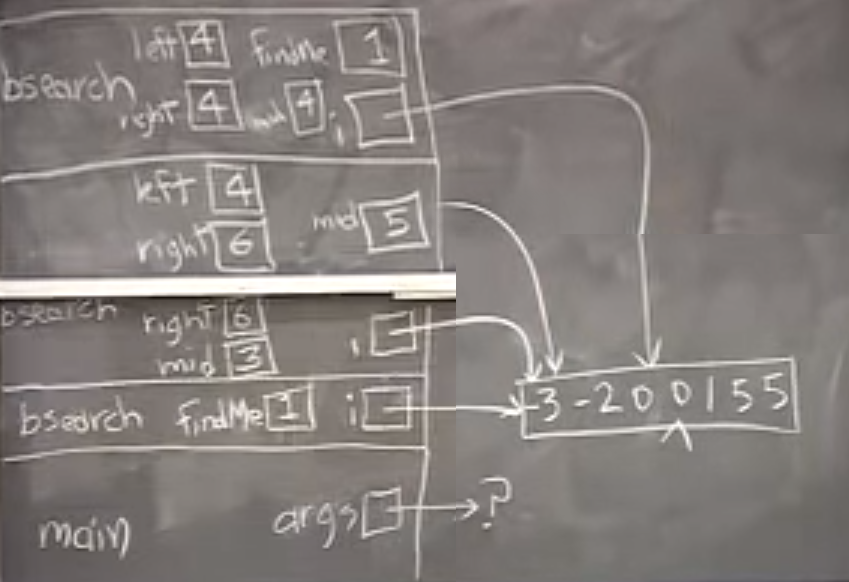 left 4 findMe 1
bsearch
right 4 mid 4 i
left 4
mid 5
right 6
bsearch right 6 i
mid 3
bsearch findMe 1 i
-3 -2 0 0 1 5 5
main args ?